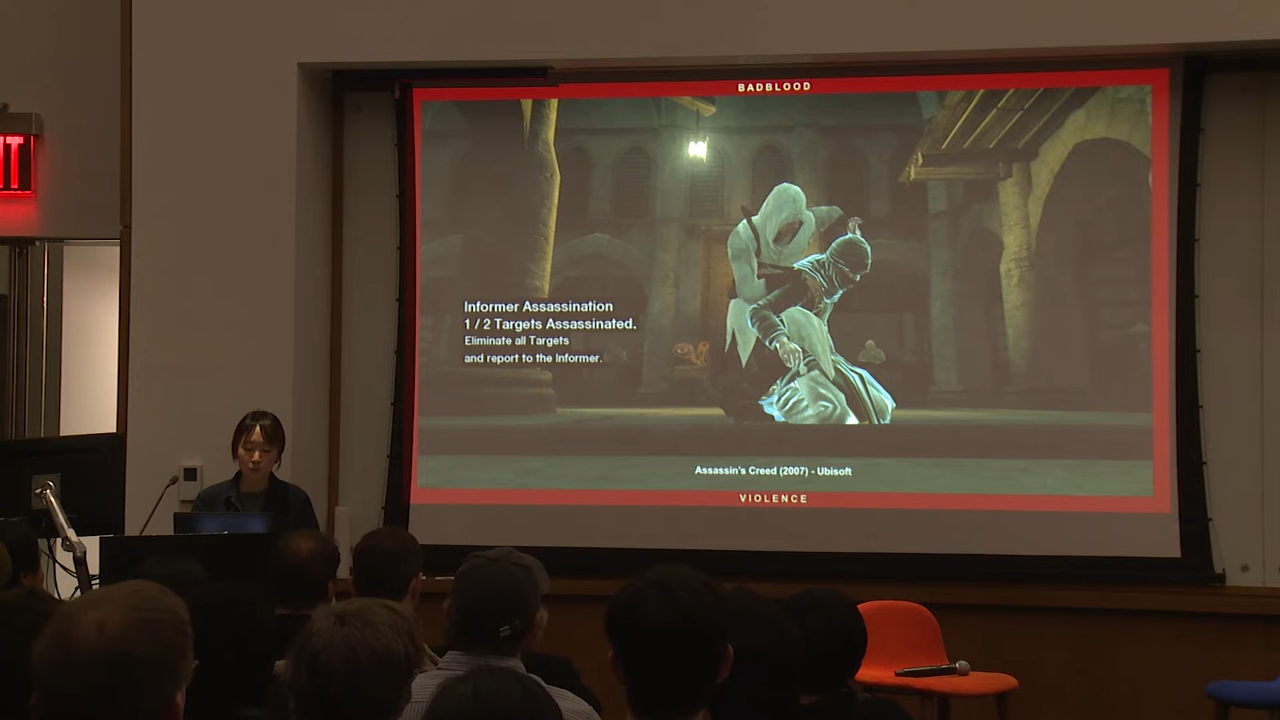 BADBLOOD
Informer Assassination
1 / 2 Targets Assassinated.
Eliminate all Targets
and report to the Informer.
Assassin's Creed (2007) - Ubisoft
VIOLENCE